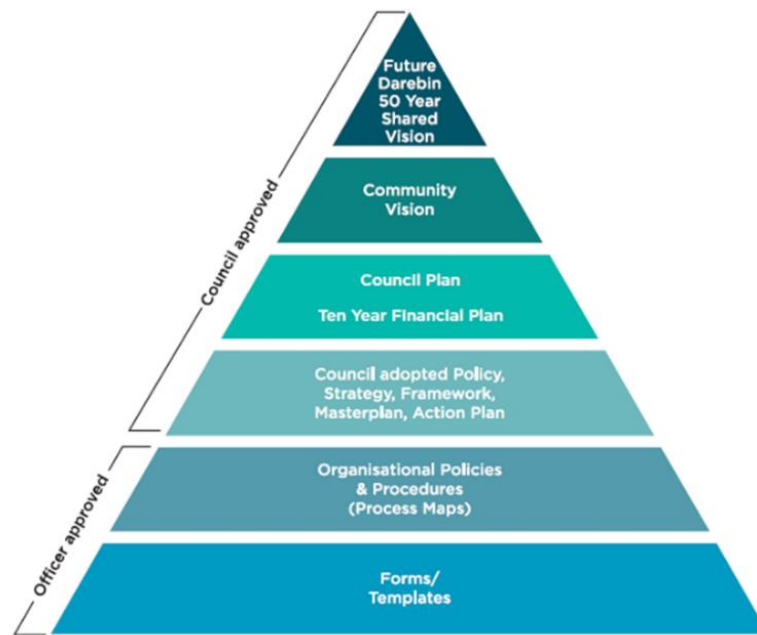 Future
Darebin
50 Year
Shared
Vision
Community
Vision
Council Plan
Ten Year Financial Plan
Council adopted Policy,
Strategy, Framework,
Masterplan, Action Plan
Organisational Policies
& Procedures
(Process Maps)
Forms/
Templates
Council approved
Officer approved